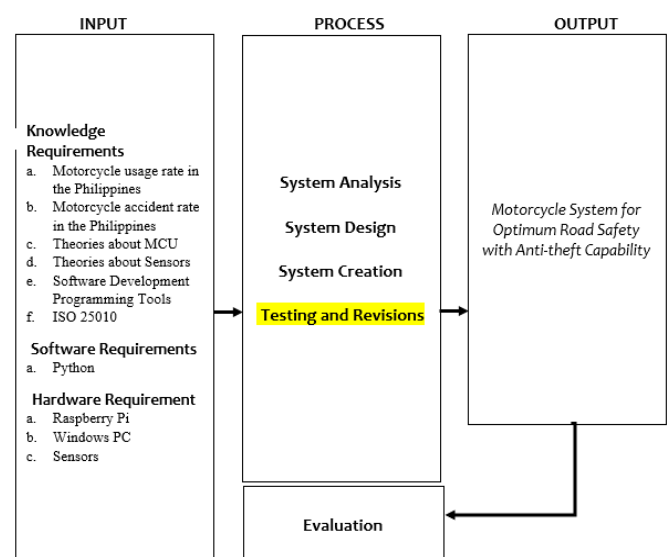 INPUT
Knowledge
Requirements
a. Motorcycle usage rate in
the Philippines
b. Motorcycle accident rate
in the Philippines
c. Theories about MCU
d. Theories about Sensors
e. Software Development
Programming Tools
f. ISO 25010
Software Requirements
a. Python
Hardware Requirement
a. Raspberry Pi
b. Windows PC
c. Sensors
PROCESS
System Analysis
System Design
System Creation
Testing and Revisions
Evaluation
OUTPUT
Motorcycle System for
Optimum Road Safety
with Anti-theft Capability